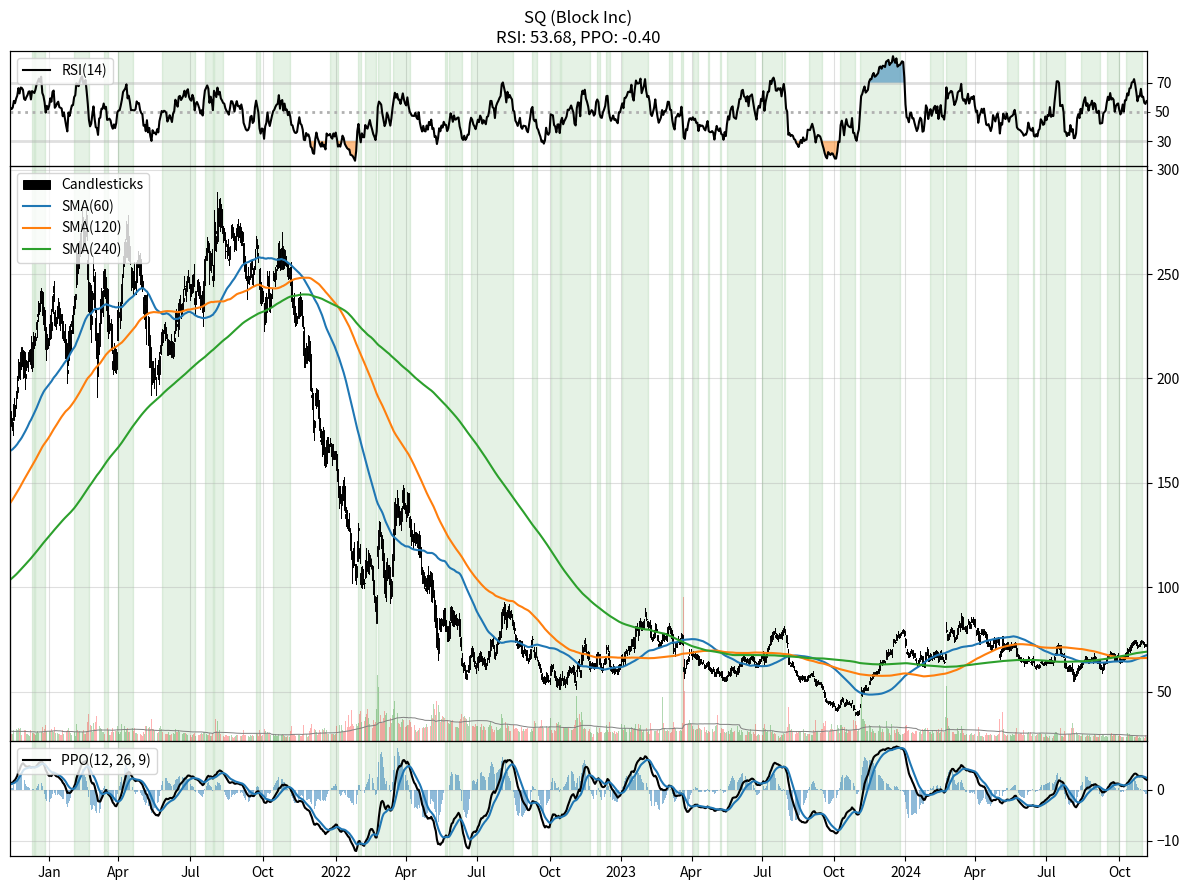 SQ (Block Inc)
RSI: 53.68, PPO: -0.40
RSI(14)
70
50
30
Candlesticks
SMA(60)
SMA(120)
SMA(240)
300
250
200
150
100
50
PPO(12, 26, 9)
0
−10
Jan Apr Jul Oct 2022 Apr Jul Oct 2023 Apr Jul Oct 2024 Apr Jul Oct